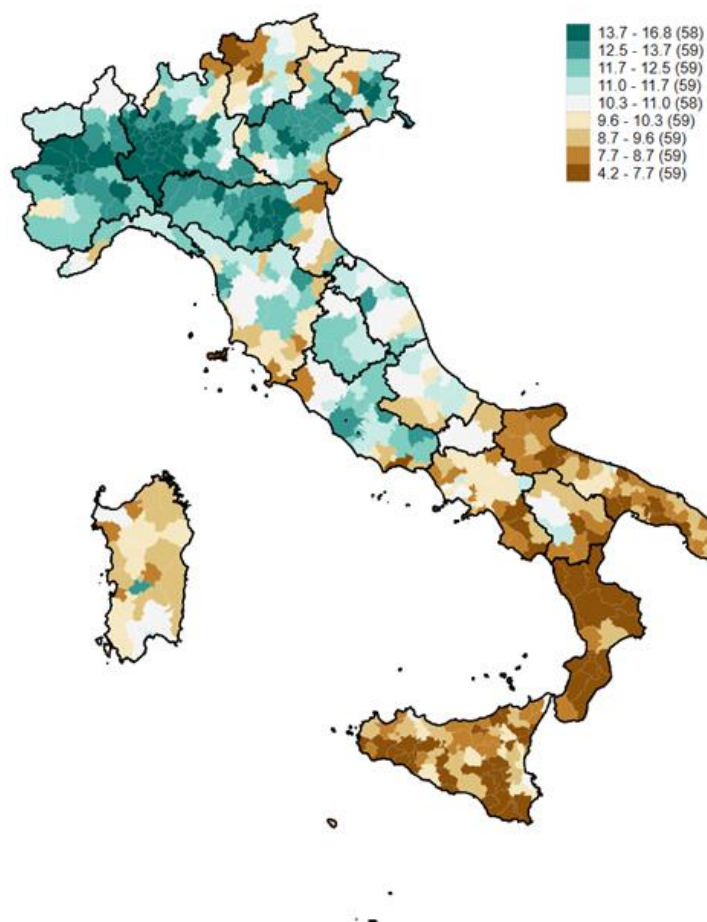 13.7 - 16.8 (58)
12.5 - 13.7 (59)
11.7 - 12.5 (59)
11.0 - 11.7 (59)
10.3 - 11.0 (58)
9.6 - 10.3 (59)
8.7 - 9.6 (59)
7.7 - 8.7 (59)
4.2 - 7.7 (59)